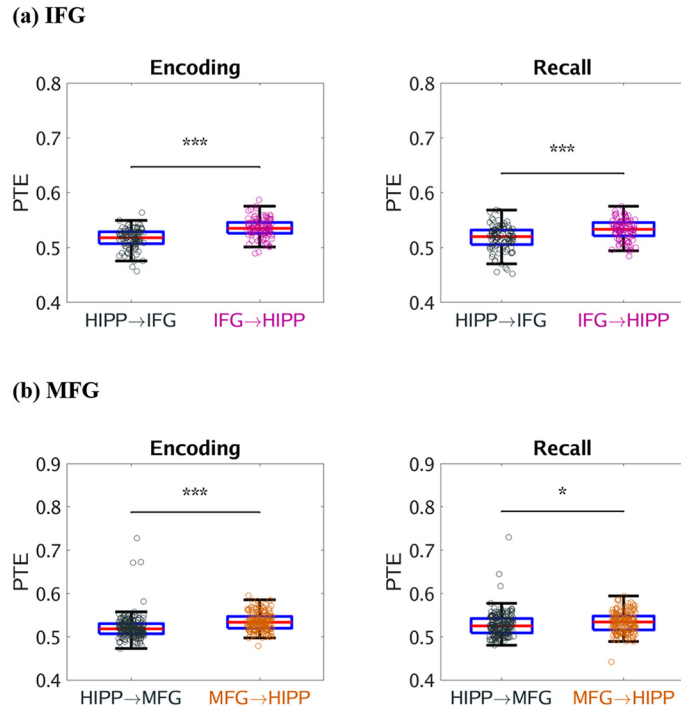 (a) IFG
Encoding
Recall
0.8
0.7
0.6
0.5
0.4
PTE
***
HIPP→IFG
IFG→HIPP
0.8
0.7
0.6
0.5
0.4
PTE
***
HIPP→IFG
IFG→HIPP
(b) MFG
Encoding
Recall
0.9
0.8
0.7
0.6
0.5
0.4
PTE
***
HIPP→MFG
MFG→HIPP
0.9
0.8
0.7
0.6
0.5
0.4
PTE
*
HIPP→MFG
MFG→HIPP